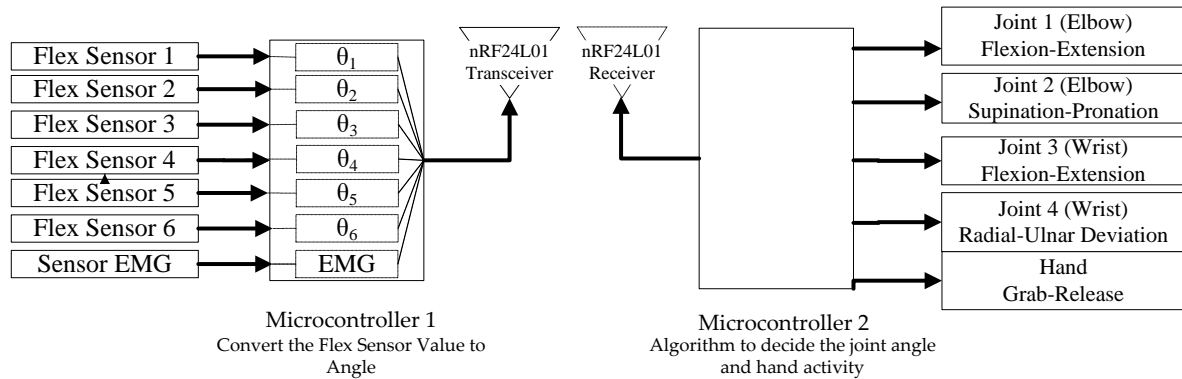 Flex Sensor 1
Flex Sensor 2
Flex Sensor 3
Flex Sensor 4
Flex Sensor 5
Flex Sensor 6
Sensor EMG
θ1
θ2
θ3
θ4
θ5
θ6
EMG
Microcontroller 1
Convert the Flex Sensor Value to
Angle
nRF24L01
Transceiver
nRF24L01
Receiver
Microcontroller 2
Algorithm to decide the joint angle
and hand activity
Joint 1 (Elbow)
Flexion-Extension
Joint 2 (Elbow)
Supination-Pronation
Joint 3 (Wrist)
Flexion-Extension
Joint 4 (Wrist)
Radial-Ulnar Deviation
Hand
Grab-Release